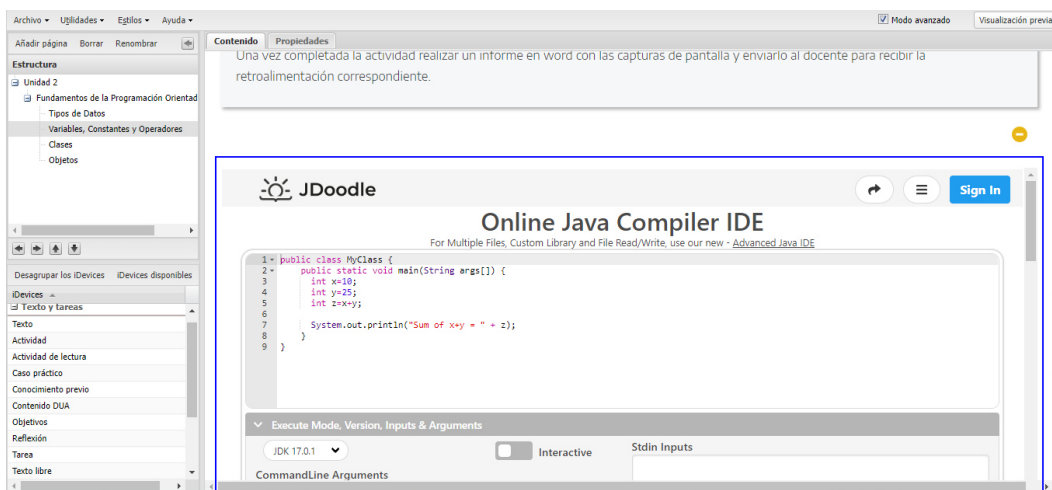 Archivo Utilidades Estilos Ayuda
Modo avanzado Visualización previa
Añadir página Borrar Renombrar
Contenido Propiedades
Estructura
Unidad 2
Fundamentos de la Programación Orientad
Tipos de Datos
Variables, Constantes y Operadores
Clases
Objetos
Desagrupar los iDevices iDevices disponibles
iDevices
Texto y tareas
Texto
Actividad
Actividad de lectura
Caso práctico
Conocimiento previo
Contenido DUA
Objetivos
Reflexión
Tarea
Texto libre
Una vez completada la actividad realizar un informe en word con las capturas de pantalla y enviarlo al docente para recibir la
retroalimentación correspondiente.
JDoodle
Sign In
Online Java Compiler IDE
For Multiple Files, Custom Library and File Read/Write, use our new - Advanced Java IDE
1 public class MyClass {
2 public static void main(String args[]) {
3 int x=10;
4 int y=25;
5 int z=x+y;
6
7 System.out.println("Sum of x+y = " + z);
8 }
9 }
Execute Mode, Version, Inputs & Arguments
JDK 17.0.1
Interactive
Stdin Inputs
CommandLine Arguments